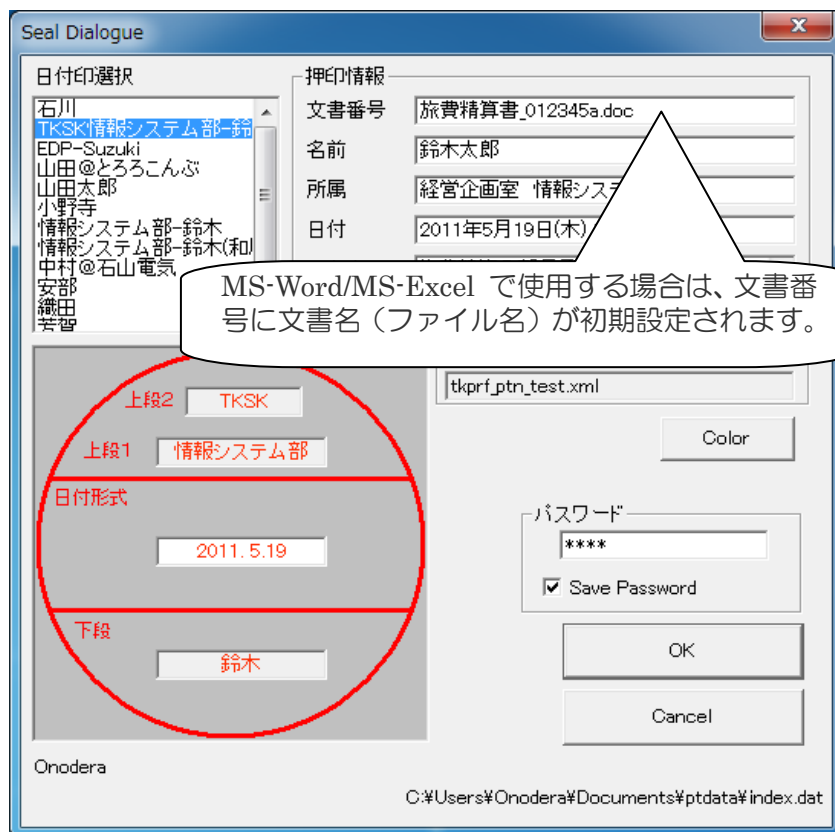 Seal Dialogue
日付印選択
石川
TKSK情報システム部-鈴
EDP-Suzuki
山田@とろろこんぶ
山田太郎
小野寺
情報システム部-鈴木
情報システム部-鈴木(和
中村@石山電気
安部
織田
芳賀
押印情報
文書番号 旅費精算書_012345a.doc
名前 鈴木太郎
所属 経営企画室 情報システ
日付 2011年5月19日(木)
MS-Word/MS-Excel で使用する場合は、文書番
号に文書名（ファイル名）が初期設定されます。
tkprf_ptn_test.xml
Color
上段2 TKSK
上段1 情報システム部
日付形式
2011. 5.19
下段
鈴木
パスワード
****
Save Password
OK
Cancel
Onodera
C:¥Users¥Onodera¥Documents¥ptdata¥index.dat